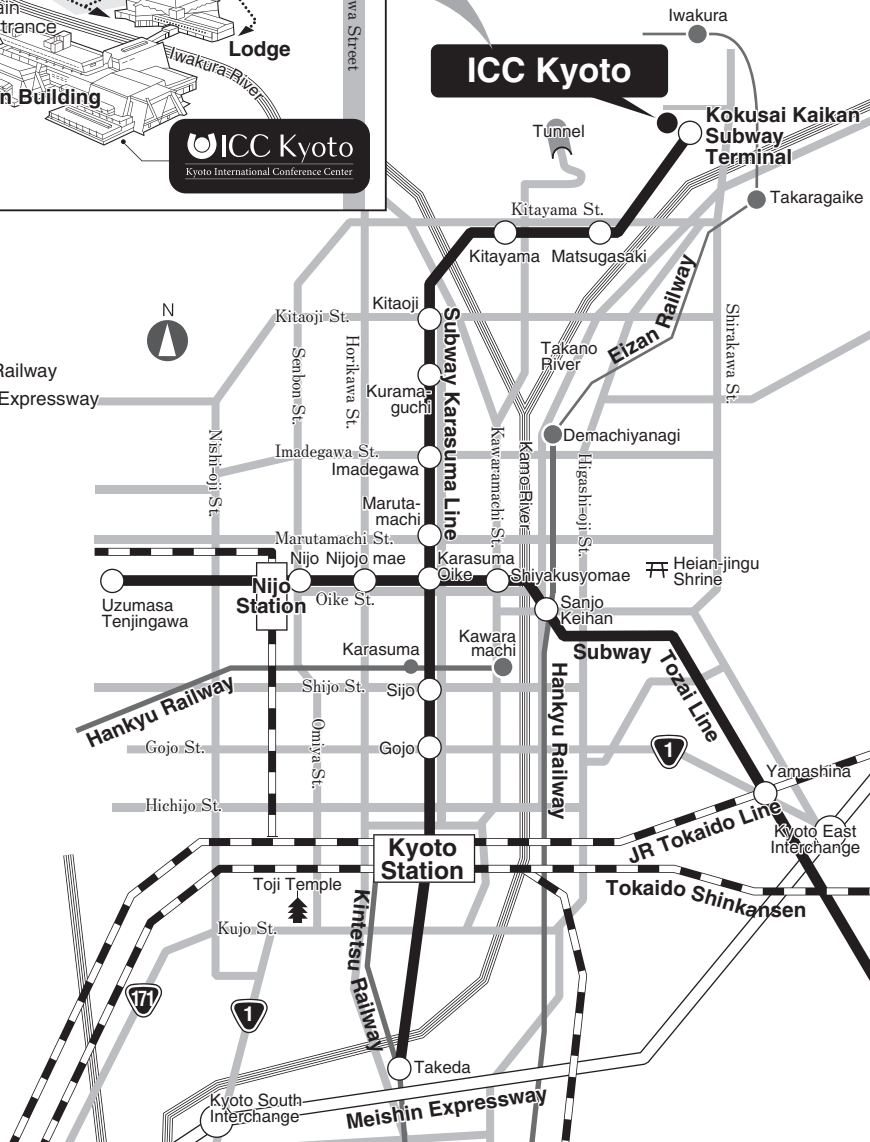 Lodge
Iwakura River
ICC Kyoto
Kyoto International Conference Center
Iwakura
ICC Kyoto
Kokusai Kaikan
Subway
Terminal
Tunnel
Takaragaike
Kitayama St.
Kitayama
Matsugasaki
N
Kitaoji
Kitaoji St.
Subway Karasuma Line
Senbon St.
Horikawa St.
Takano
River
Eizan Railway
Shirakawa St.
Railway
Expressway
Kurama-
guchi
Nishi-oji St.
Demachiyanagi
Imadegawa St.
Imadegawa
Kawaramachi St.
Kamo River
Higashi-oji St.
Maruta-
machi
Marutamachi St.
Nijo
Nijojo mae
Karasuma
Oike
Shiyakusyomae
Heian-jingu
Shrine
Uzumasa
Tenjingawa
Nijo
Station
Oike St.
Sanjo
Keihan
Karasuma
Kawara
machi
Subway
Tozai Line
Hankyu Railway
Shijo St.
Sijo
Hankyu Railway
Gojo St.
Omiya St.
Gojo
1
Hichijo St.
Yamashina
Kyoto
Station
JR Tokaido Line
Kyoto East
Interchange
Toji Temple
Tokaido Shinkansen
Kintetsu Railway
Kujo St.
171
1
Takeda
Kyoto South
Interchange
Meishin Expressway